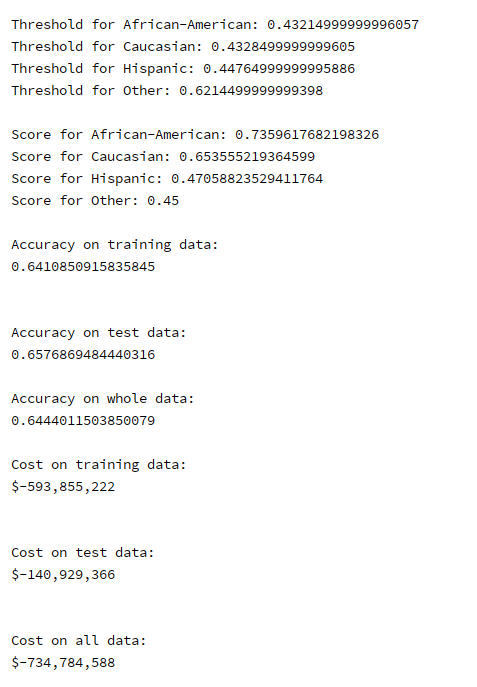 Threshold for African-American: 0.43214999999996057
Threshold for Caucasian: 0.4328499999999605
Threshold for Hispanic: 0.44764999999995886
Threshold for Other: 0.6214499999999398
Score for African-American: 0.7359617682198326
Score for Caucasian: 0.653555219364599
Score for Hispanic: 0.47058823529411764
Score for Other: 0.45
Accuracy on training data:
0.6410850915835845
Accuracy on test data:
0.6576869484440316
Accuracy on whole data:
0.6444011503850079
Cost on training data:
$-593,855,222
Cost on test data:
$-140,929,366
Cost on all data:
$-734,784,588